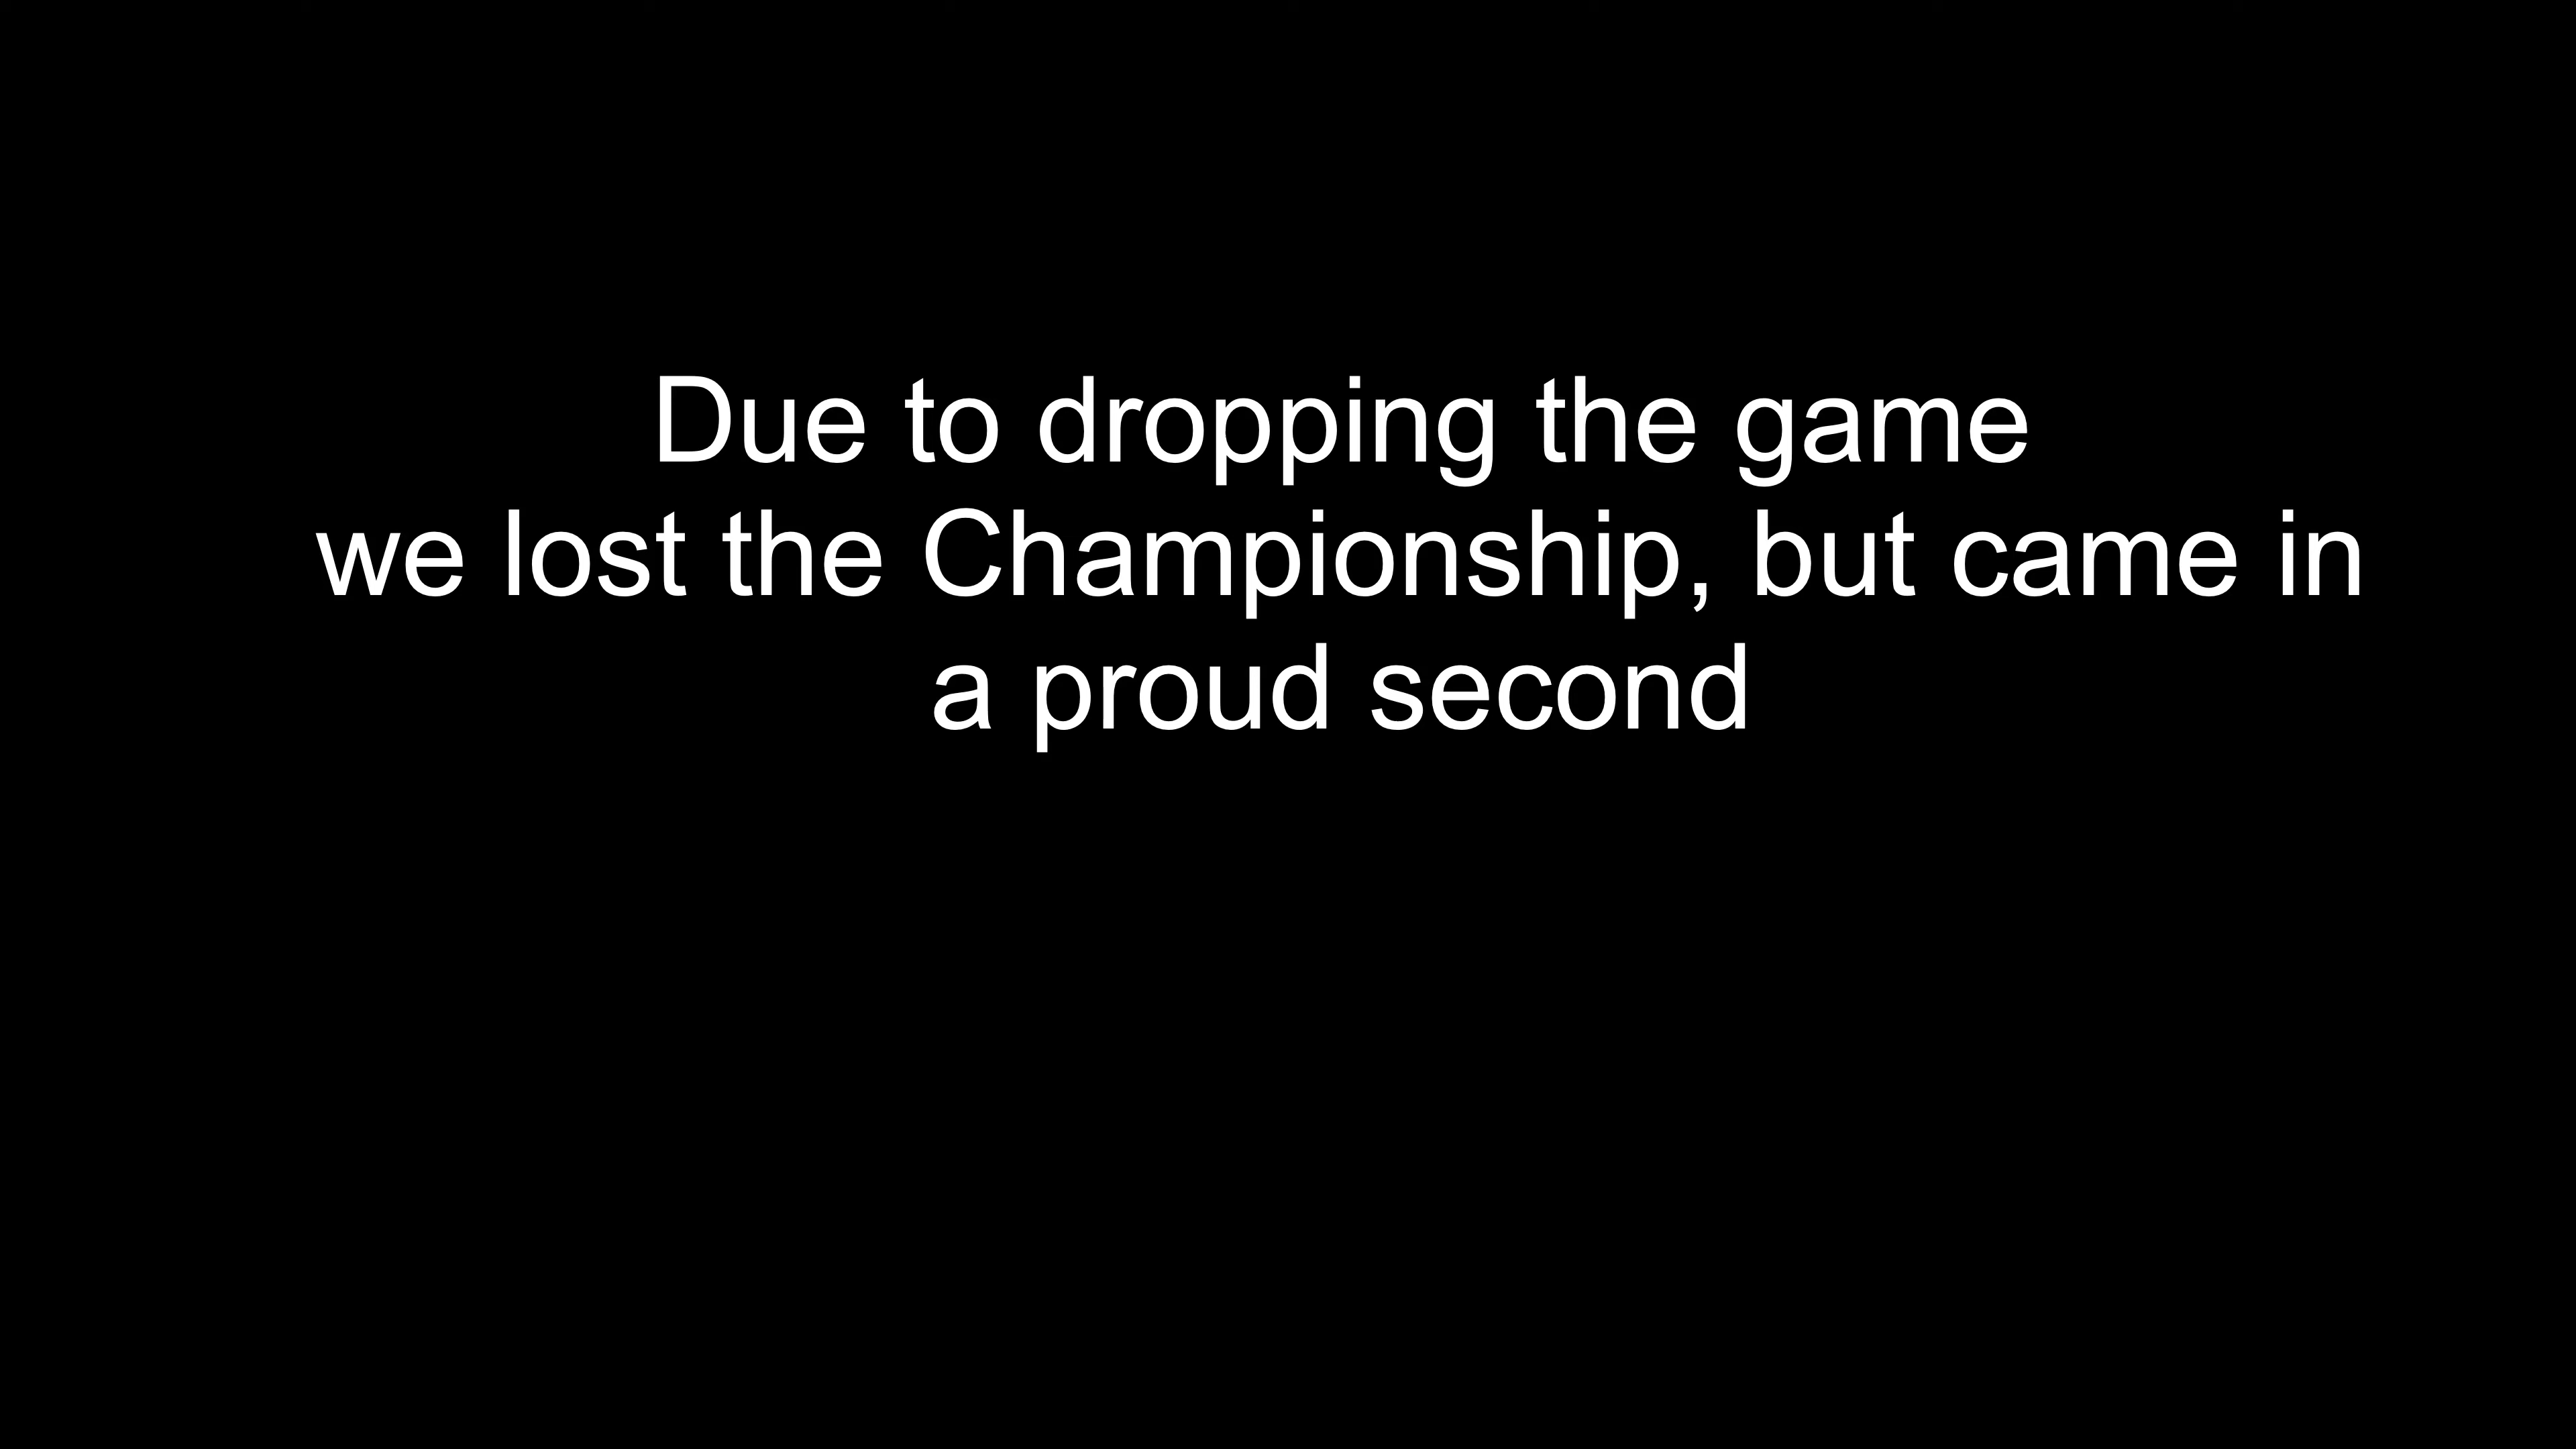 Due to dropping the game
we lost the Championship, but came in
a proud second